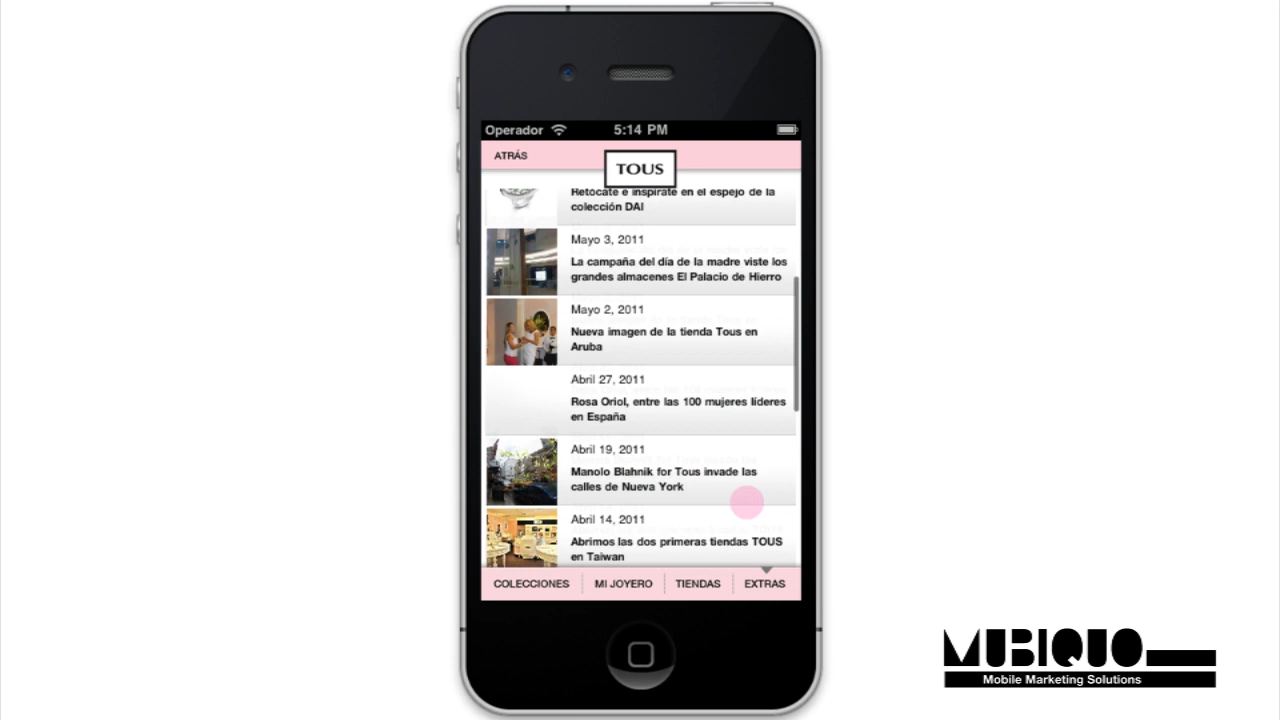 Operador
5:14 PM
ATRÁS
TOUS
Retócate e inspírate en el espejo de la
colección DAI
Mayo 3, 2011
La campaña del día de la madre viste los
grandes almacenes El Palacio de Hierro
Mayo 2, 2011
Nueva imagen de la tienda Tous en
Aruba
Abril 27, 2011
Rosa Oriol, entre las 100 mujeres líderes
en España
Abril 19, 2011
Manolo Blahnik for Tous invade las
calles de Nueva York
Abril 14, 2011
Abrimos las dos primeras tiendas TOUS
en Taiwan
COLECCIONES
MI JOYERO
TIENDAS
EXTRAS
MUBIQUO
Mobile Marketing Solutions